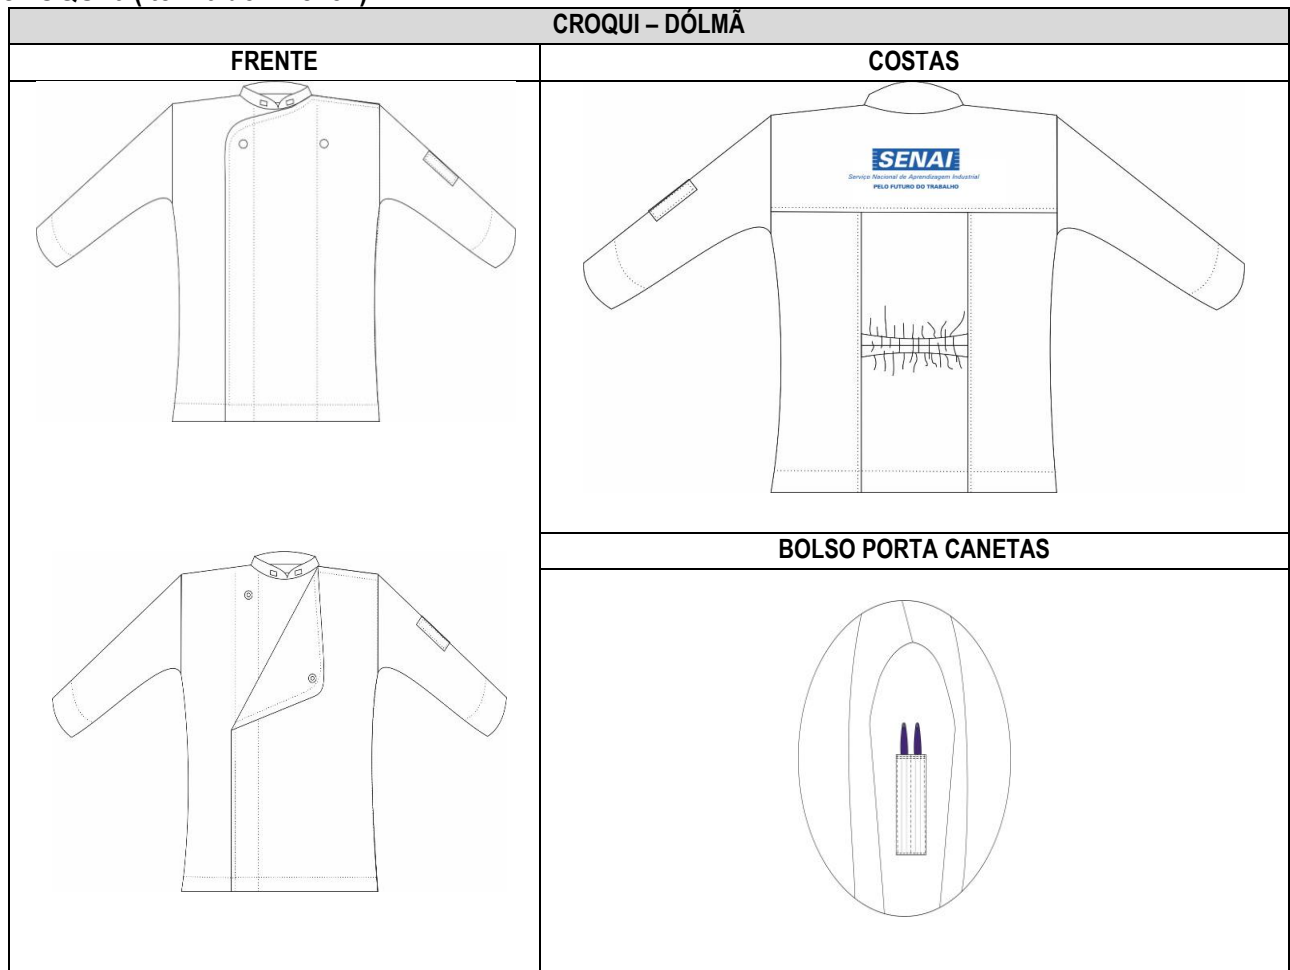 CROQUI – DÓLMÃ
FRENTE
COSTAS
SENAI
Serviço Nacional de Aprendizagem Industrial
PELO FUTURO DO TRABALHO
BOLSO PORTA CANETAS